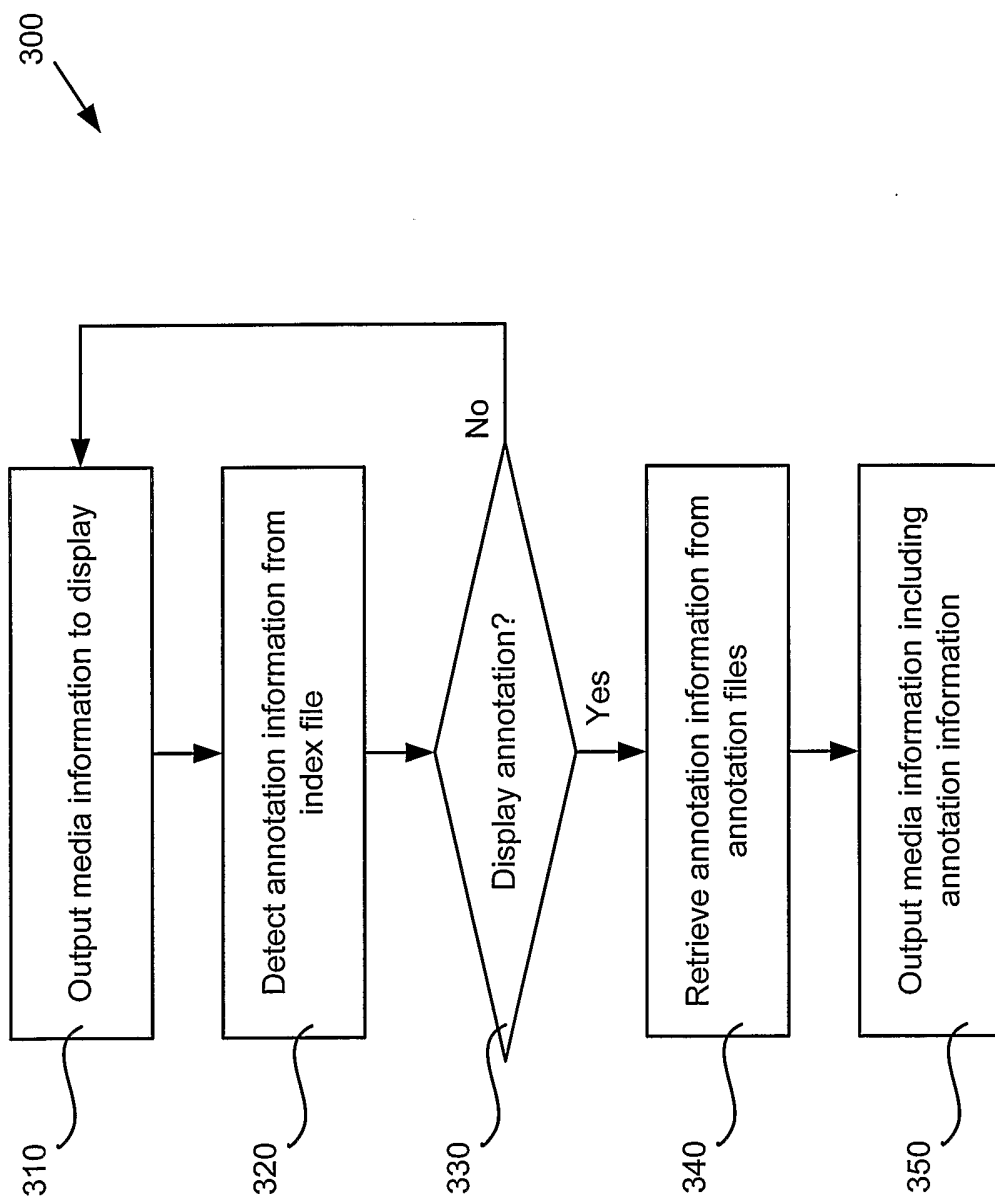 300
310
Output media information to display
320
Detect annotation information from
index file
330
Display annotation?
No
Yes
340
Retrieve annotation information from
annotation files
350
Output media information including
annotation information